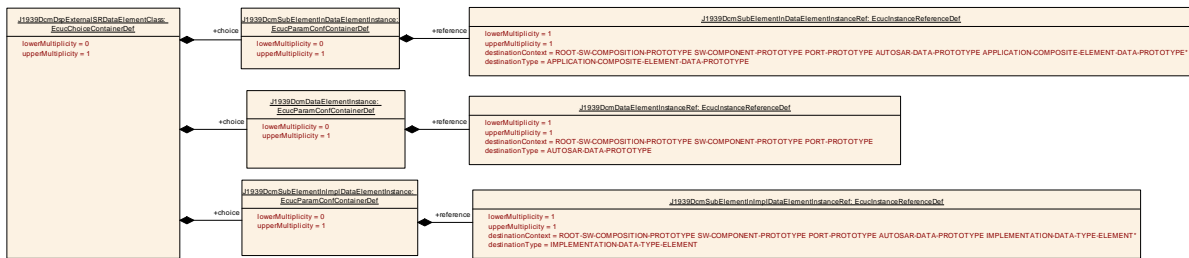 J1939DcmDspExternalSRDataElementClass:
EcucChoiceContainerDef
lowerMultiplicity = 0
upperMultiplicity = 1
+choice
J1939DcmSubElementInDataElementInstance:
EcucParamConfContainerDef
lowerMultiplicity = 0
upperMultiplicity = 1
+reference
J1939DcmSubElementInDataElementInstanceRef: EcucInstanceReferenceDef
lowerMultiplicity = 1
upperMultiplicity = 1
destinationContext = ROOT-SW-COMPOSITION-PROTOTYPE SW-COMPONENT-PROTOTYPE PORT-PROTOTYPE AUTOSAR-DATA-PROTOTYPE APPLICATION-COMPOSITE-ELEMENT-DATA-PROTOTYPE*
destinationType = APPLICATION-COMPOSITE-ELEMENT-DATA-PROTOTYPE
+choice
J1939DcmDataElementInstance:
EcucParamConfContainerDef
lowerMultiplicity = 0
upperMultiplicity = 1
+reference
J1939DcmDataElementInstanceRef: EcucInstanceReferenceDef
lowerMultiplicity = 1
upperMultiplicity = 1
destinationContext = ROOT-SW-COMPOSITION-PROTOTYPE SW-COMPONENT-PROTOTYPE PORT-PROTOTYPE
destinationType = AUTOSAR-DATA-PROTOTYPE
+choice
J1939DcmSubElementInImplDataElementInstance:
EcucParamConfContainerDef
lowerMultiplicity = 0
upperMultiplicity = 1
+reference
J1939DcmSubElementInImplDataElementInstanceRef: EcucInstanceReferenceDef
lowerMultiplicity = 1
upperMultiplicity = 1
destinationContext = ROOT-SW-COMPOSITION-PROTOTYPE SW-COMPONENT-PROTOTYPE PORT-PROTOTYPE AUTOSAR-DATA-PROTOTYPE IMPLEMENTATION-DATA-TYPE-ELEMENT*
destinationType = IMPLEMENTATION-DATA-TYPE-ELEMENT